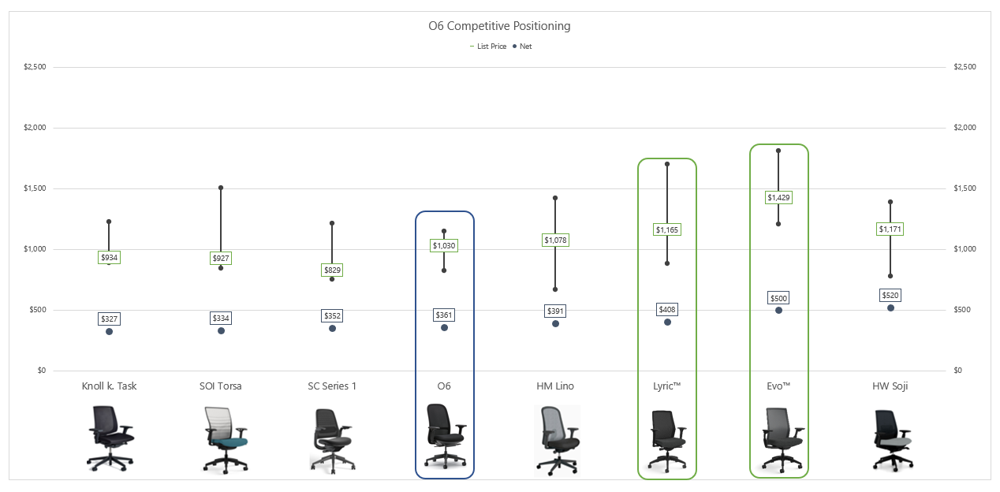 O6 Competitive Positioning
List Price Net
$2,500 $2,500
$2,000 $2,000
$1,500 $1,500
$1,000 $1,000
$500 $500
$0 $0
$934 $927 $829 $1,030 $1,078 $1,165 $1,429 $1,171
$327 $334 $352 $361 $391 $408 $500 $520
Knoll k. Task SOI Torsa SC Series 1 O6 HM Lino Lyric™ Evo™ HW Soji